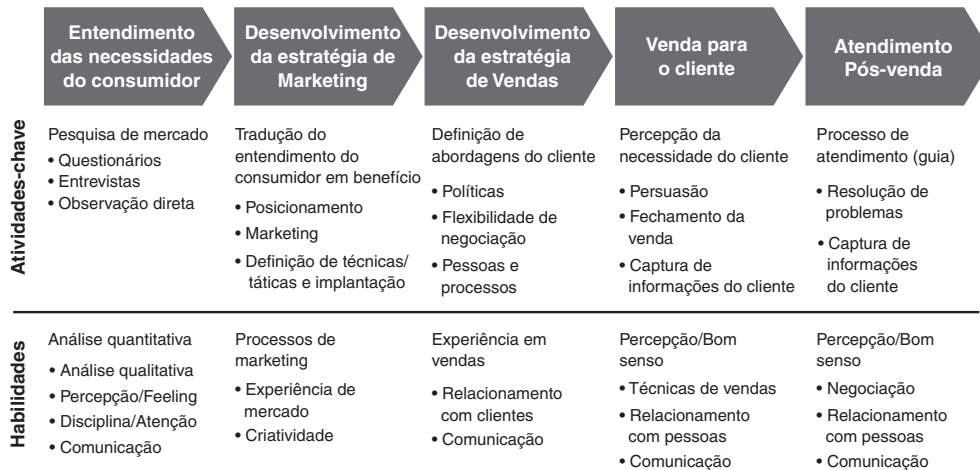 Entendimento
das necessidades
do consumidor
Desenvolvimento
da estratégia de
Marketing
Desenvolvimento
da estratégia
de Vendas
Venda para
o cliente
Atendimento
Pós-venda
Atividades-chave
Pesquisa de mercado
• Questionários
• Entrevistas
• Observação direta
Tradução do
entendimento do
consumidor em benefício
• Posicionamento
• Marketing
• Definição de técnicas/
táticas e implantação
Definição de
abordagens do cliente
• Políticas
• Flexibilidade de
negociação
• Pessoas e
processos
Percepção da
necessidade do cliente
• Persuasão
• Fechamento da
venda
• Captura de
informações do cliente
Processo de
atendimento (guia)
• Resolução de
problemas
• Captura de
informações
do cliente
Habilidades
Análise quantitativa
• Análise qualitativa
• Percepção/Feeling
• Disciplina/Atenção
• Comunicação
Processos de
marketing
• Experiência de
mercado
• Criatividade
Experiência em
vendas
• Relacionamento
com clientes
• Comunicação
Percepção/Bom
senso
• Técnicas de vendas
• Relacionamento
com pessoas
• Comunicação
Percepção/Bom
senso
• Negociação
• Relacionamento
com pessoas
• Comunicação